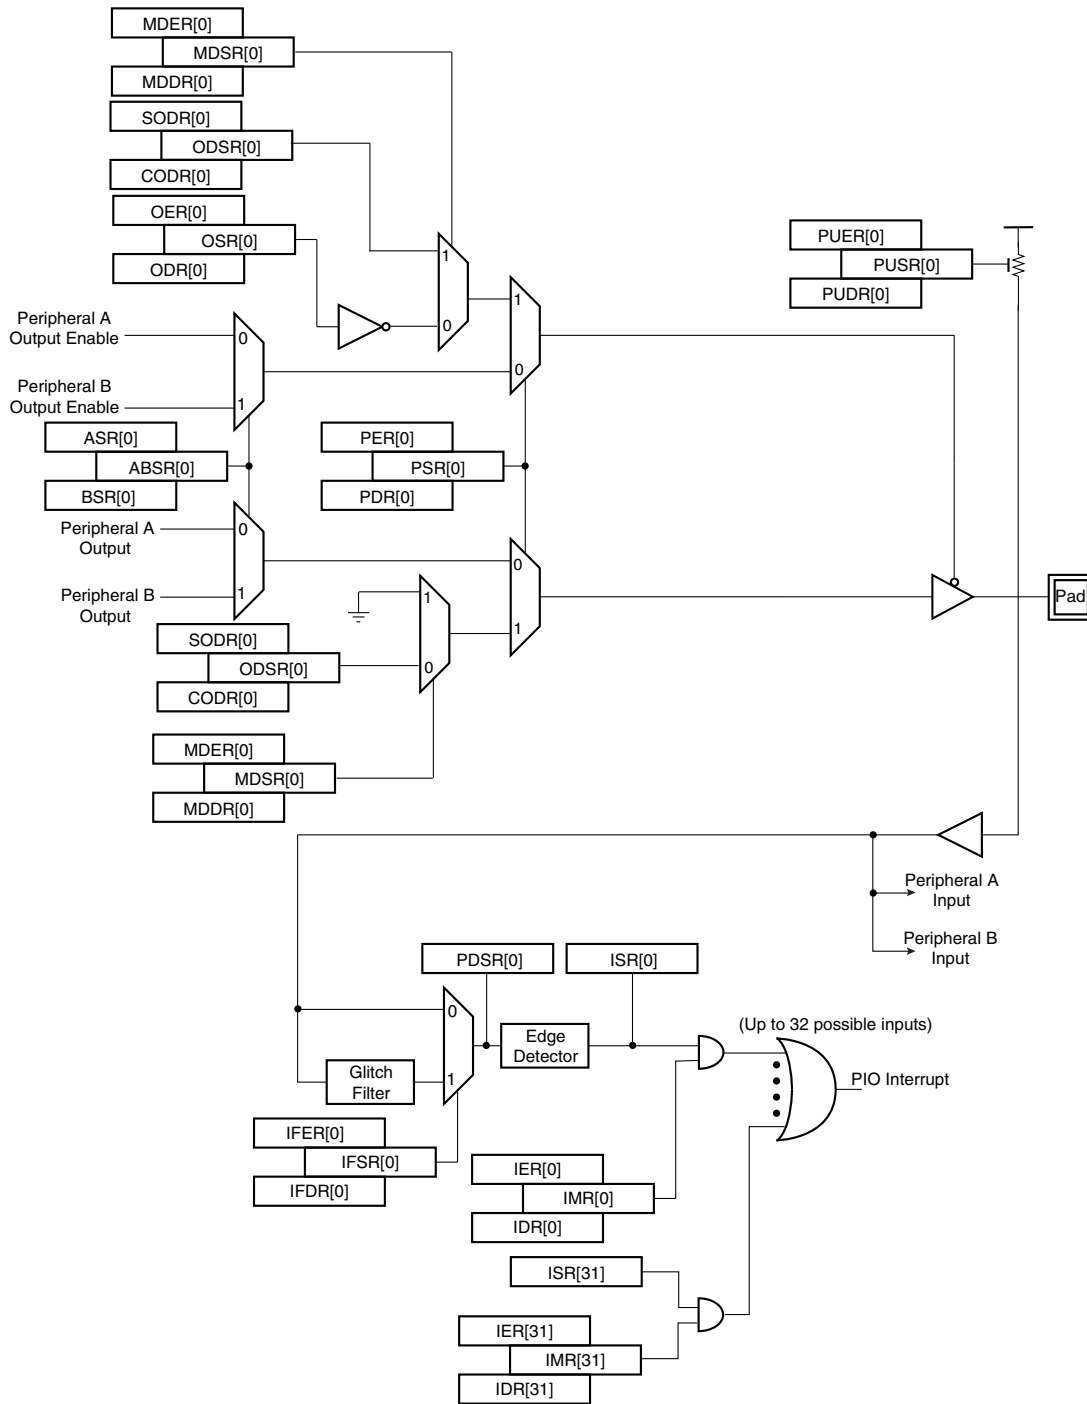 MDER[0]
MDSR[0]
MDDR[0]
SODR[0]
ODSR[0]
CODR[0]
OER[0]
OSR[0]
ODR[0]
1
0
PUER[0]
PUSR[0]
PUDR[0]
1
0
Peripheral A
Output Enable
0
Peripheral B
Output Enable
1
ASR[0]
ABSR[0]
BSR[0]
PER[0]
PSR[0]
PDR[0]
Peripheral A
Output
0
Peripheral B
Output
1
0
1
1
0
Pad
SODR[0]
ODSR[0]
CODR[0]
MDER[0]
MDSR[0]
MDDR[0]
Peripheral A
Input
Peripheral B
Input
PDSR[0]
ISR[0]
0
1
Edge
Detector
Glitch
Filter
(Up to 32 possible inputs)
PIO Interrupt
IFER[0]
IFSR[0]
IFDR[0]
IER[0]
IMR[0]
IDR[0]
ISR[31]
IER[31]
IMR[31]
IDR[31]